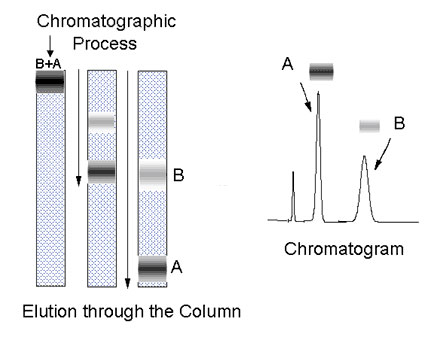 Chromatographic
Process
B+A
B
A
Elution through the Column
A
B
Chromatogram